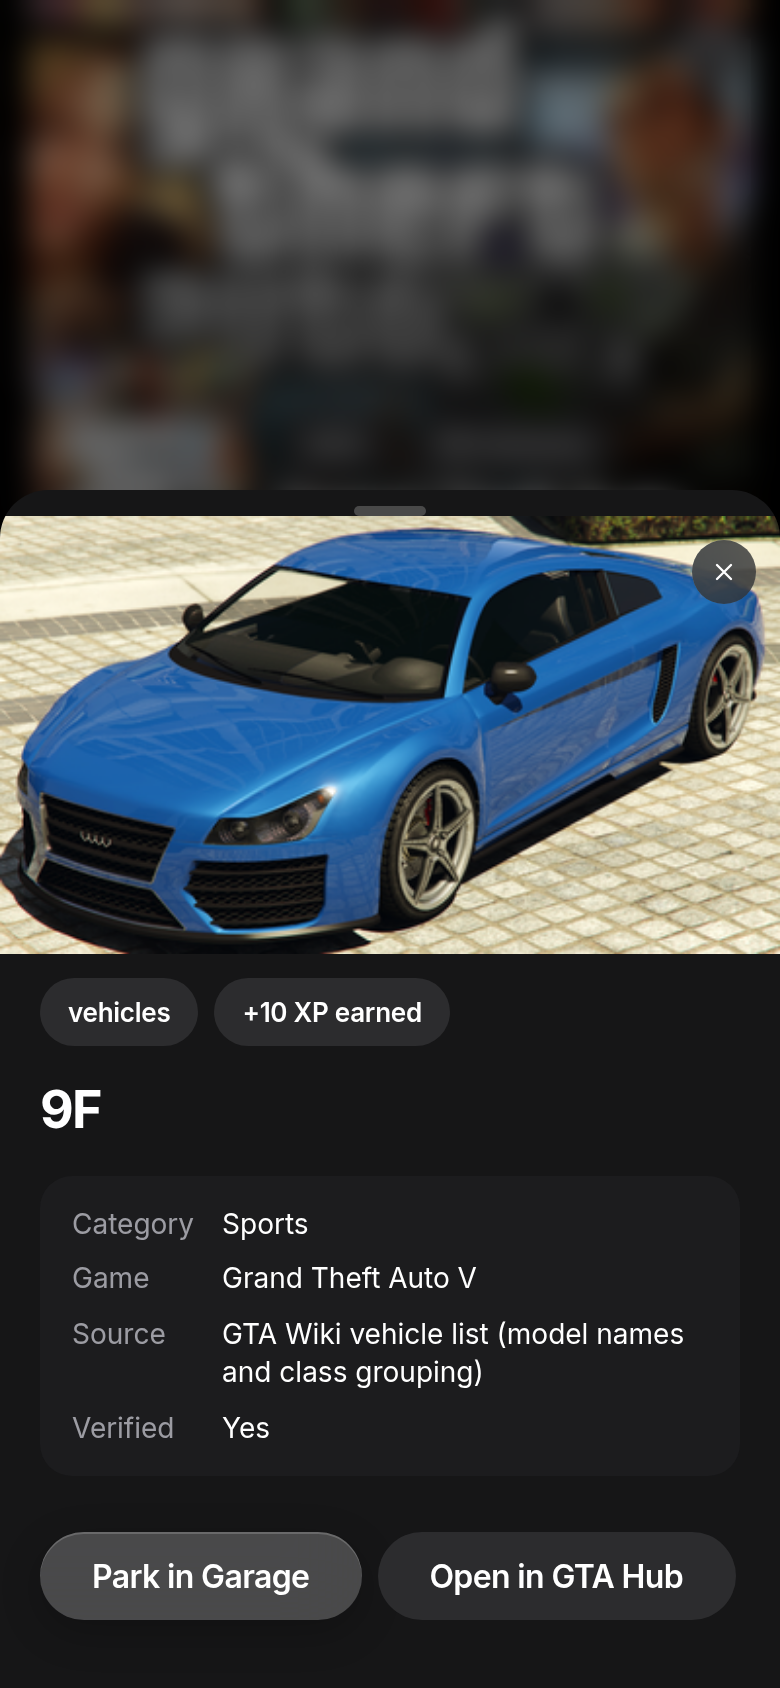 vehicles
+10 XP earned
9F
Category Sports
Game Grand Theft Auto V
Source GTA Wiki vehicle list (model names
and class grouping)
Verified Yes
Park in Garage
Open in GTA Hub